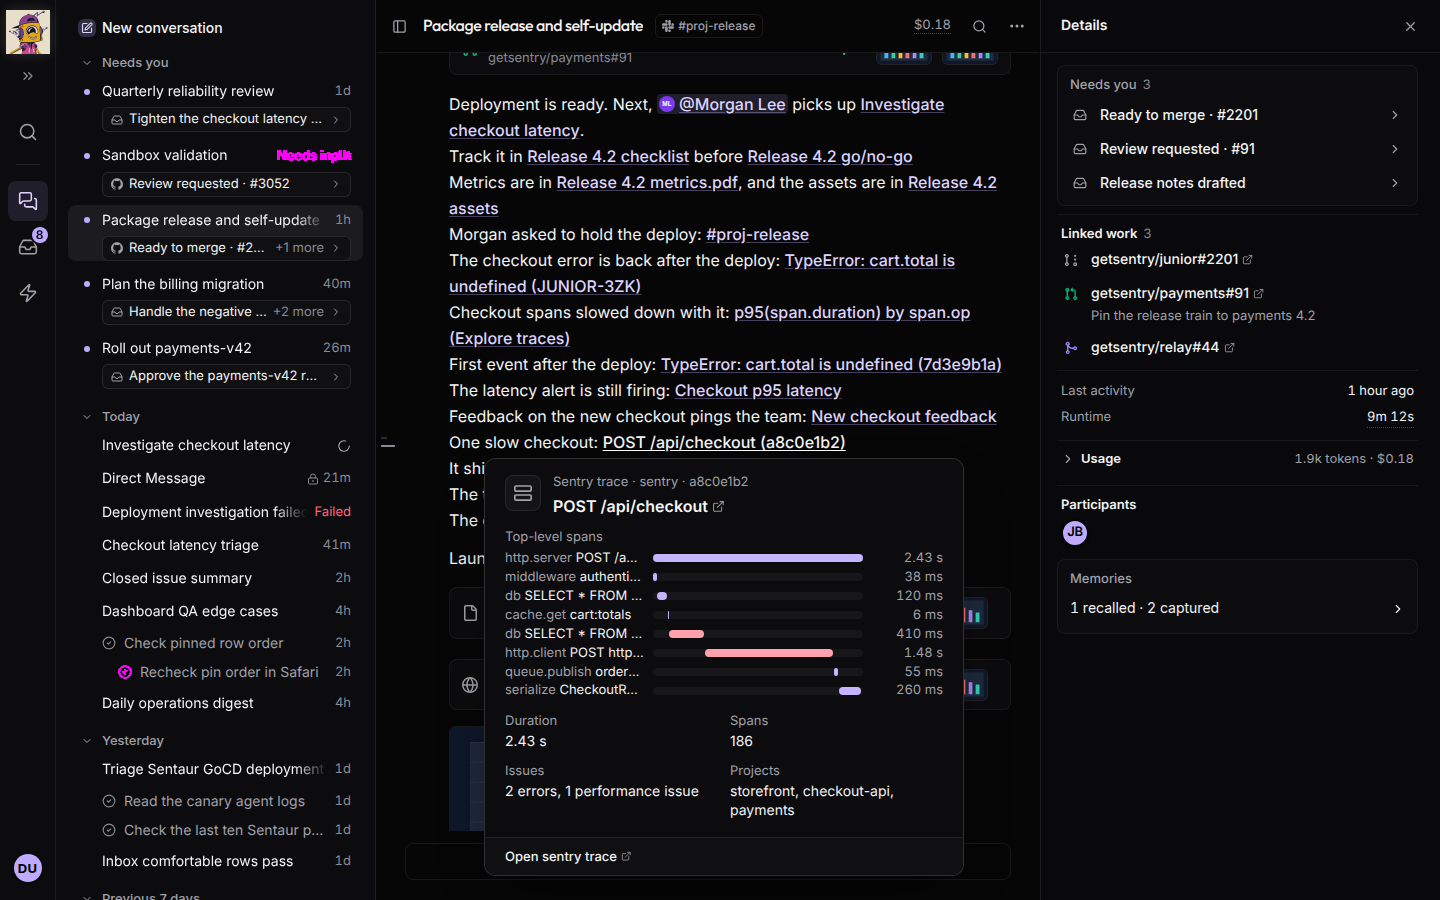 New conversation
Needs you
Quarterly reliability review 1d
Tighten the checkout latency ...
Sandbox validation
Review requested · #3052
Package release and self-update 1h
Ready to merge · #2... +1 more
Plan the billing migration 40m
Handle the negative ... +2 more
Roll out payments-v42 26m
Approve the payments-v42 r...
Today
Investigate checkout latency
Direct Message 21m
Deployment investigation failed Failed
Checkout latency triage 41m
Closed issue summary 2h
Dashboard QA edge cases 4h
Check pinned row order 2h
Recheck pin order in Safari 2h
Daily operations digest 4h
Yesterday
Triage Sentaur GoCD deployment 1d
Read the canary agent logs 1d
Check the last ten Sentaur p... 1d
Inbox comfortable rows pass 1d
Previous 7 days
8
DU
Package release and self-update #proj-release $0.18
getsentry/payments#91
Deployment is ready. Next, ML @Morgan Lee picks up Investigate
checkout latency.
Track it in Release 4.2 checklist before Release 4.2 go/no-go
Metrics are in Release 4.2 metrics.pdf, and the assets are in Release 4.2
assets
Morgan asked to hold the deploy: #proj-release
The checkout error is back after the deploy: TypeError: cart.total is
undefined (JUNIOR-3ZK)
Checkout spans slowed down with it: p95(span.duration) by span.op
(Explore traces)
First event after the deploy: TypeError: cart.total is undefined (7d3e9b1a)
The latency alert is still firing: Checkout p95 latency
Feedback on the new checkout pings the team: New checkout feedback
One slow checkout: POST /api/checkout (a8c0e1b2)
It shi
The
The
Laun
Sentry trace · sentry · a8c0e1b2
POST /api/checkout
Top-level spans
http.server POST /a... 2.43 s
middleware authenti... 38 ms
db SELECT * FROM ... 120 ms
cache.get cart:totals 6 ms
db SELECT * FROM ... 410 ms
http.client POST http... 1.48 s
queue.publish order... 55 ms
serialize CheckoutR... 260 ms
Duration Spans
2.43 s 186
Issues Projects
2 errors, 1 performance issue storefront, checkout-api,
payments
Open sentry trace
Details
Needs you 3
Ready to merge · #2201
Review requested · #91
Release notes drafted
Linked work 3
getsentry/junior#2201
getsentry/payments#91
Pin the release train to payments 4.2
getsentry/relay#44
Last activity 1 hour ago
Runtime 9m 12s
Usage 1.9k tokens · $0.18
Participants
JB
Memories
1 recalled · 2 captured